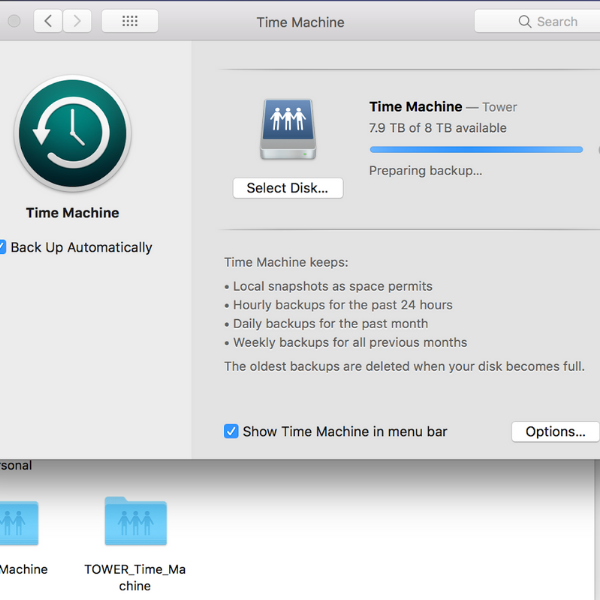 Time Machine
Search
Time Machine — Tower
7.9 TB of 8 TB available
Preparing backup...
Select Disk...
Time Machine
Back Up Automatically
Time Machine keeps:
• Local snapshots as space permits
• Hourly backups for the past 24 hours
• Daily backups for the past month
• Weekly backups for all previous months
The oldest backups are deleted when your disk becomes full.
Show Time Machine in menu bar
Options...
rsonal
Machine
TOWER_Time_Ma
chine